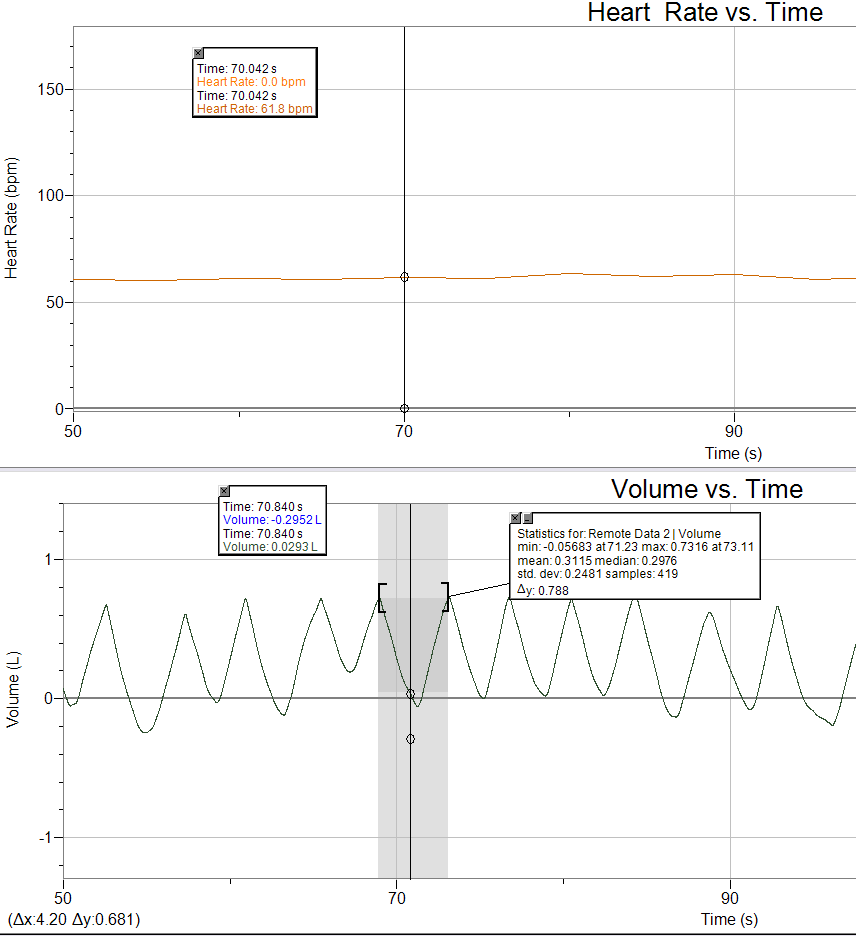 Heart  Rate vs. Time
Time: 70.042 s
Heart Rate: 0.0 bpm
Time: 70.042 s
Heart Rate: 61.8 bpm
150
100
50
0
Heart Rate (bpm)
50
70
90
Time (s)
Volume vs. Time
Time: 70.840 s
Volume: -0.2952 L
Time: 70.840 s
Volume: 0.0293 L
Statistics for: Remote Data 2 | Volume
min: -0.05683 at 71.23 max: 0.7316 at 73.11
mean: 0.3115 median: 0.2976
std. dev: 0.2481 samples: 419
Δy: 0.788
1
0
-1
Volume (L)
50
70
90
(Δx:4.20 Δy:0.681)
Time (s)